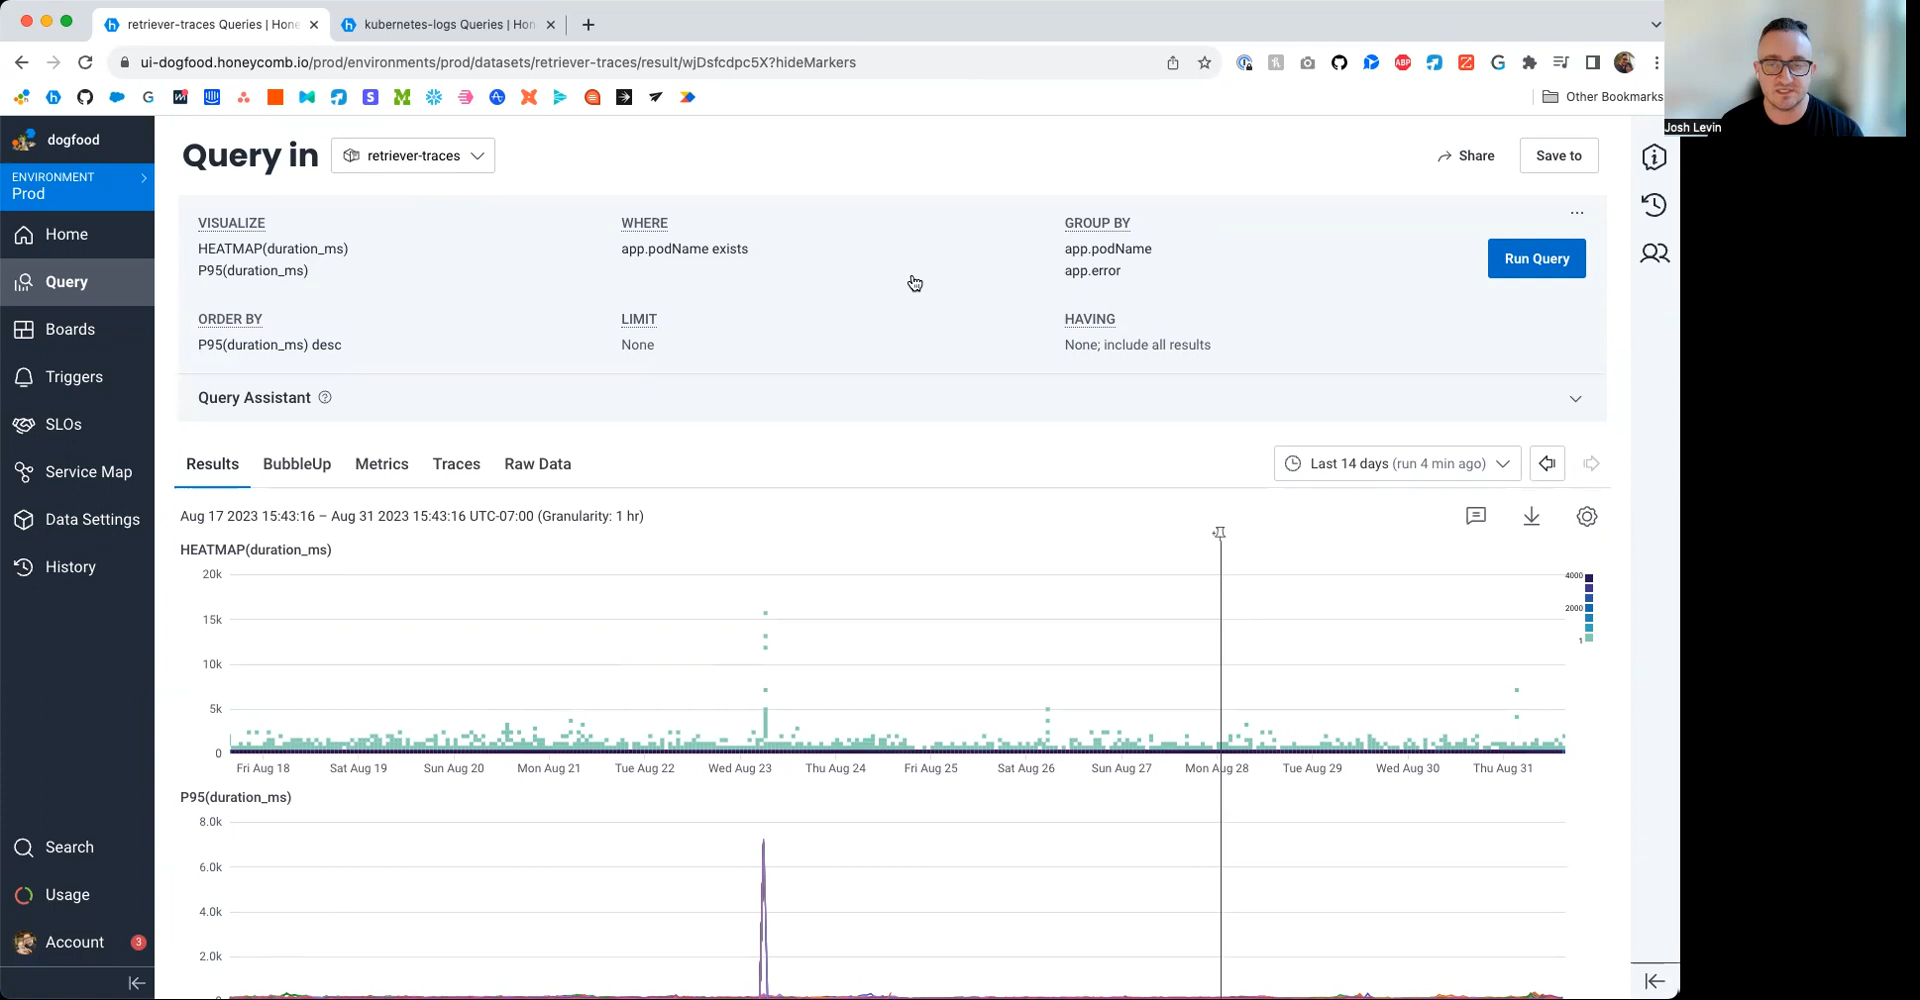 retriever-traces Queries | Hone
kubernetes-logs Queries | Hon
ui-dogfood.honeycomb.io/prod/environments/prod/datasets/retriever-traces/result/wjDsfcdpc5X?hideMarkers
Other Bookmarks
Josh Levin
dogfood
ENVIRONMENT
Prod
Home
Query
Boards
Triggers
SLOs
Service Map
Data Settings
History
Search
Usage
Account 3
Query in retriever-traces
Share
Save to
VISUALIZE
HEATMAP(duration_ms)
P95(duration_ms)
WHERE
app.podName exists
GROUP BY
app.podName
app.error
Run Query
ORDER BY
P95(duration_ms) desc
LIMIT
None
HAVING
None; include all results
Query Assistant
Results BubbleUp Metrics Traces Raw Data
Last 14 days (run 4 min ago)
Aug 17 2023 15:43:16 – Aug 31 2023 15:43:16 UTC-07:00 (Granularity: 1 hr)
HEATMAP(duration_ms)
20k
15k
10k
5k
0
4000
2000
1
Fri Aug 18 Sat Aug 19 Sun Aug 20 Mon Aug 21 Tue Aug 22 Wed Aug 23 Thu Aug 24 Fri Aug 25 Sat Aug 26 Sun Aug 27 Mon Aug 28 Tue Aug 29 Wed Aug 30 Thu Aug 31
P95(duration_ms)
8.0k
6.0k
4.0k
2.0k